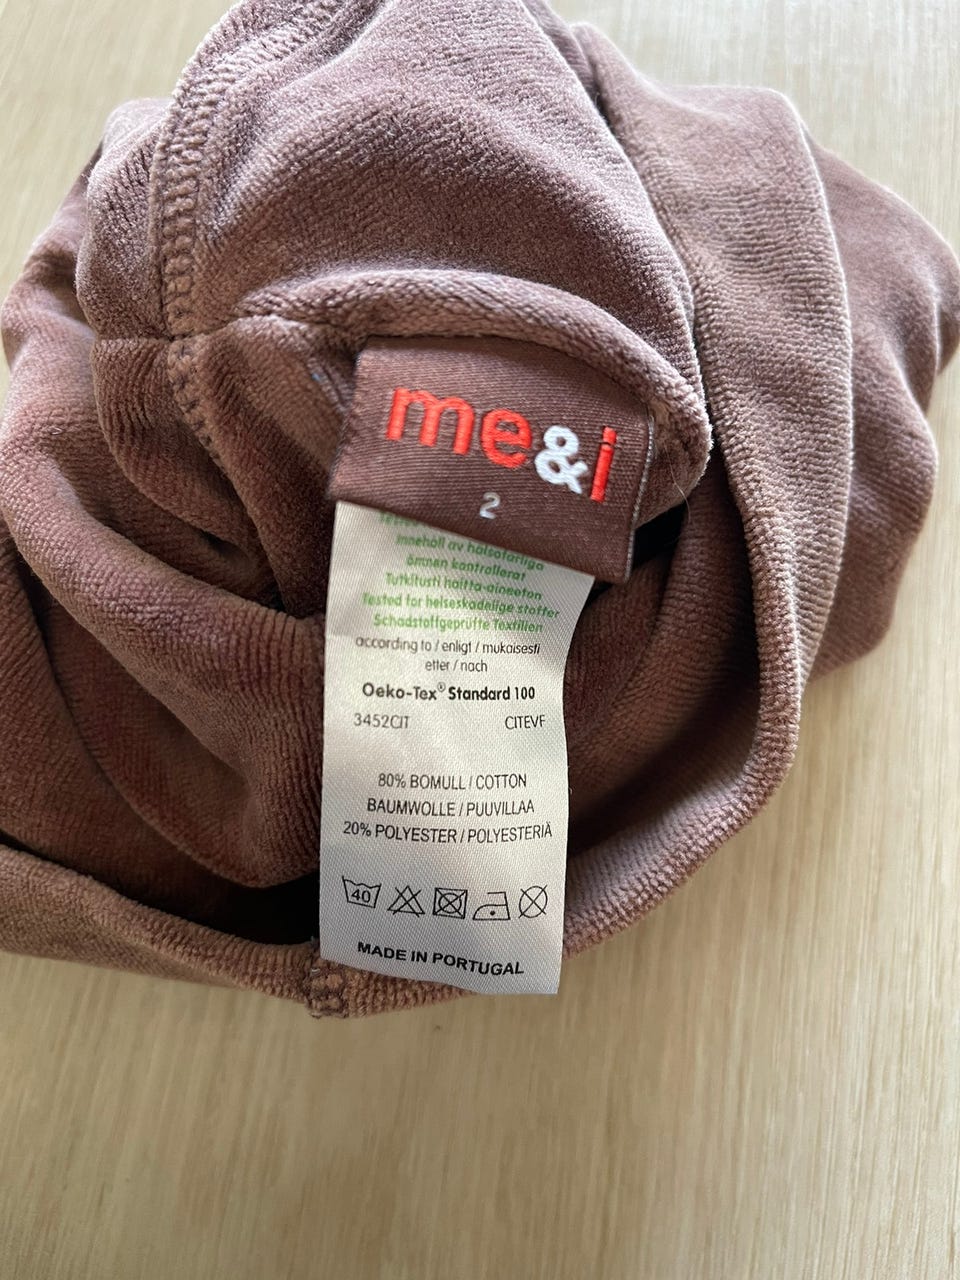 me&i
2
innehåll av hälsofarliga
ämnen kontrollerat
Tutkitusti haitta-aineeton
Tested for helseskadelige stoffer
Schadstoffgeprüfte Textilien
according to / enligt / mukaisesti
etter / nach
Oeko-Tex® Standard 100
3452CIT CITEVE
80% BOMULL / COTTON
BAUMWOLLE / PUUVILLAA
20% POLYESTER / POLYESTERIÄ
40
MADE IN PORTUGAL